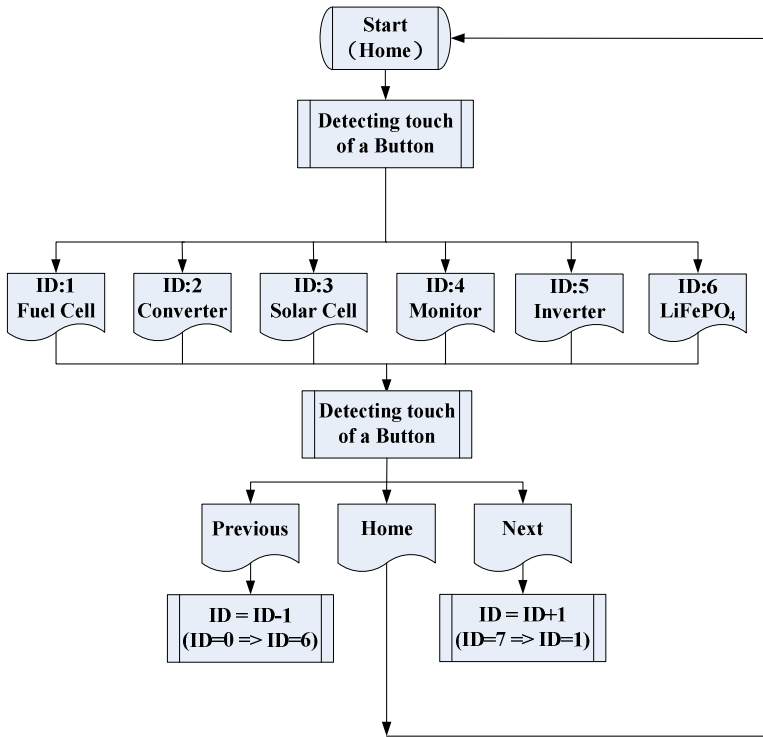 Start
（Home）
Detecting touch
of a Button
ID:1
Fuel Cell
ID:2
Converter
ID:3
Solar Cell
ID:4
Monitor
ID:5
Inverter
ID:6
LiFePO₄
Detecting touch
of a Button
Previous
Home
Next
ID = ID-1
(ID=0 => ID=6)
ID = ID+1
(ID=7 => ID=1)